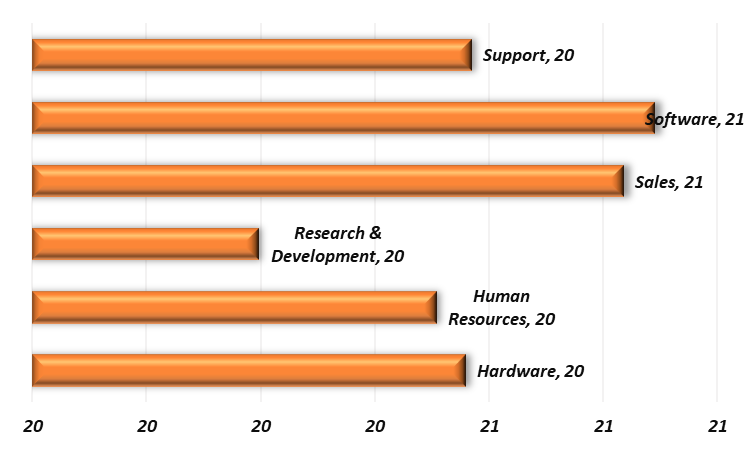 Support, 20
Software, 21
Sales, 21
Research &
Development, 20
Human
Resources, 20
Hardware, 20
20 20 20 20 21 21 21